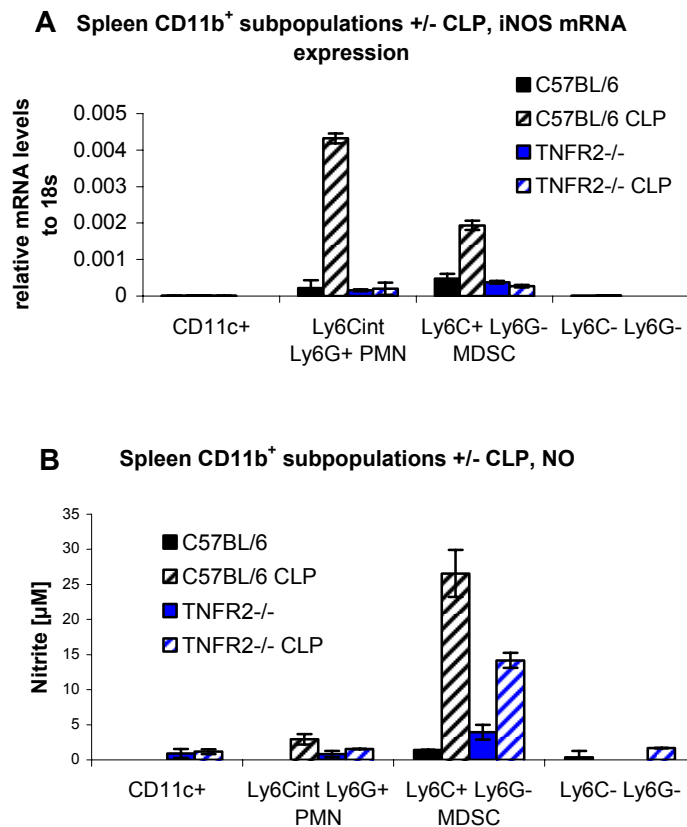 A Spleen CD11b+ subpopulations +/- CLP, iNOS mRNA
expression
C57BL/6
C57BL/6 CLP
TNFR2-/-
TNFR2-/- CLP
relative mRNA levels
to 18s
0.005
0.004
0.003
0.002
0.001
0
CD11c+
Ly6Cint
Ly6G+ PMN
Ly6C+ Ly6G-
MDSC
Ly6C- Ly6G-
B Spleen CD11b+ subpopulations +/- CLP, NO
C57BL/6
C57BL/6 CLP
TNFR2-/-
TNFR2-/- CLP
Nitrite [µM]
35
30
25
20
15
10
5
0
CD11c+
Ly6Cint Ly6G+
PMN
Ly6C+ Ly6G-
MDSC
Ly6C- Ly6G-